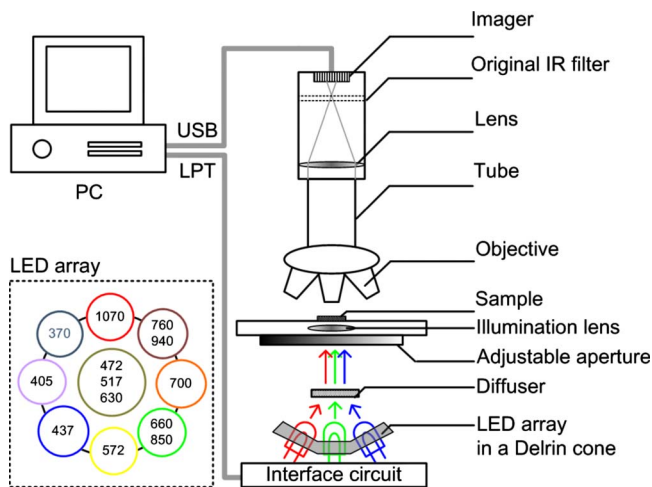 Imager
Original IR filter
USB
Lens
LPT
PC
Tube
Objective
LED array
Sample
1070
370
760
940
Illumination lens
Adjustable aperture
472
517
630
405
700
Diffuser
437
660
850
572
LED array
in a Delrin cone
Interface circuit